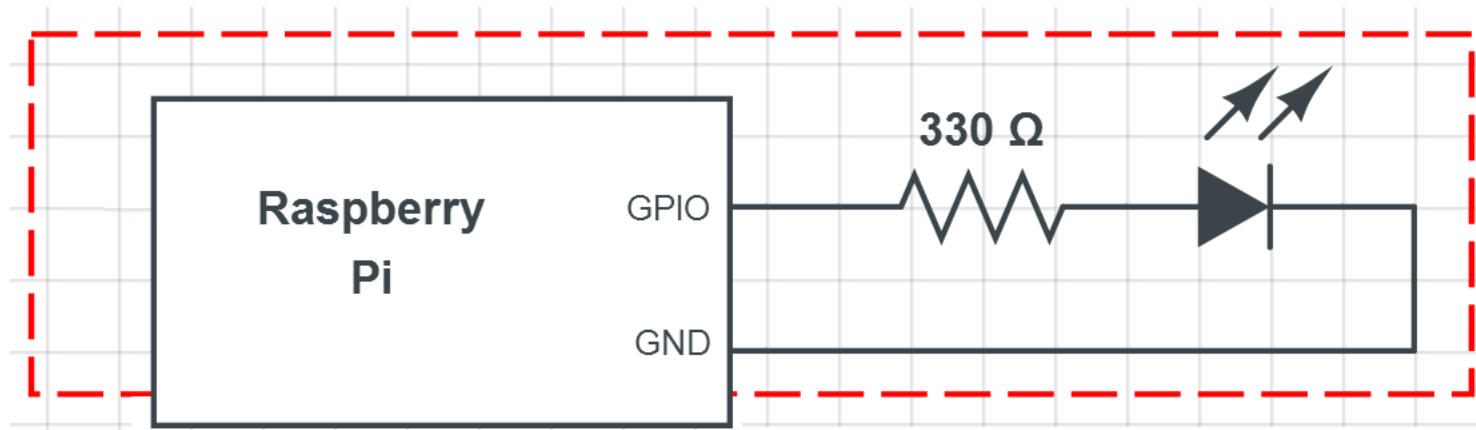 330 Ω
Raspberry
Pi
GPIO
GND